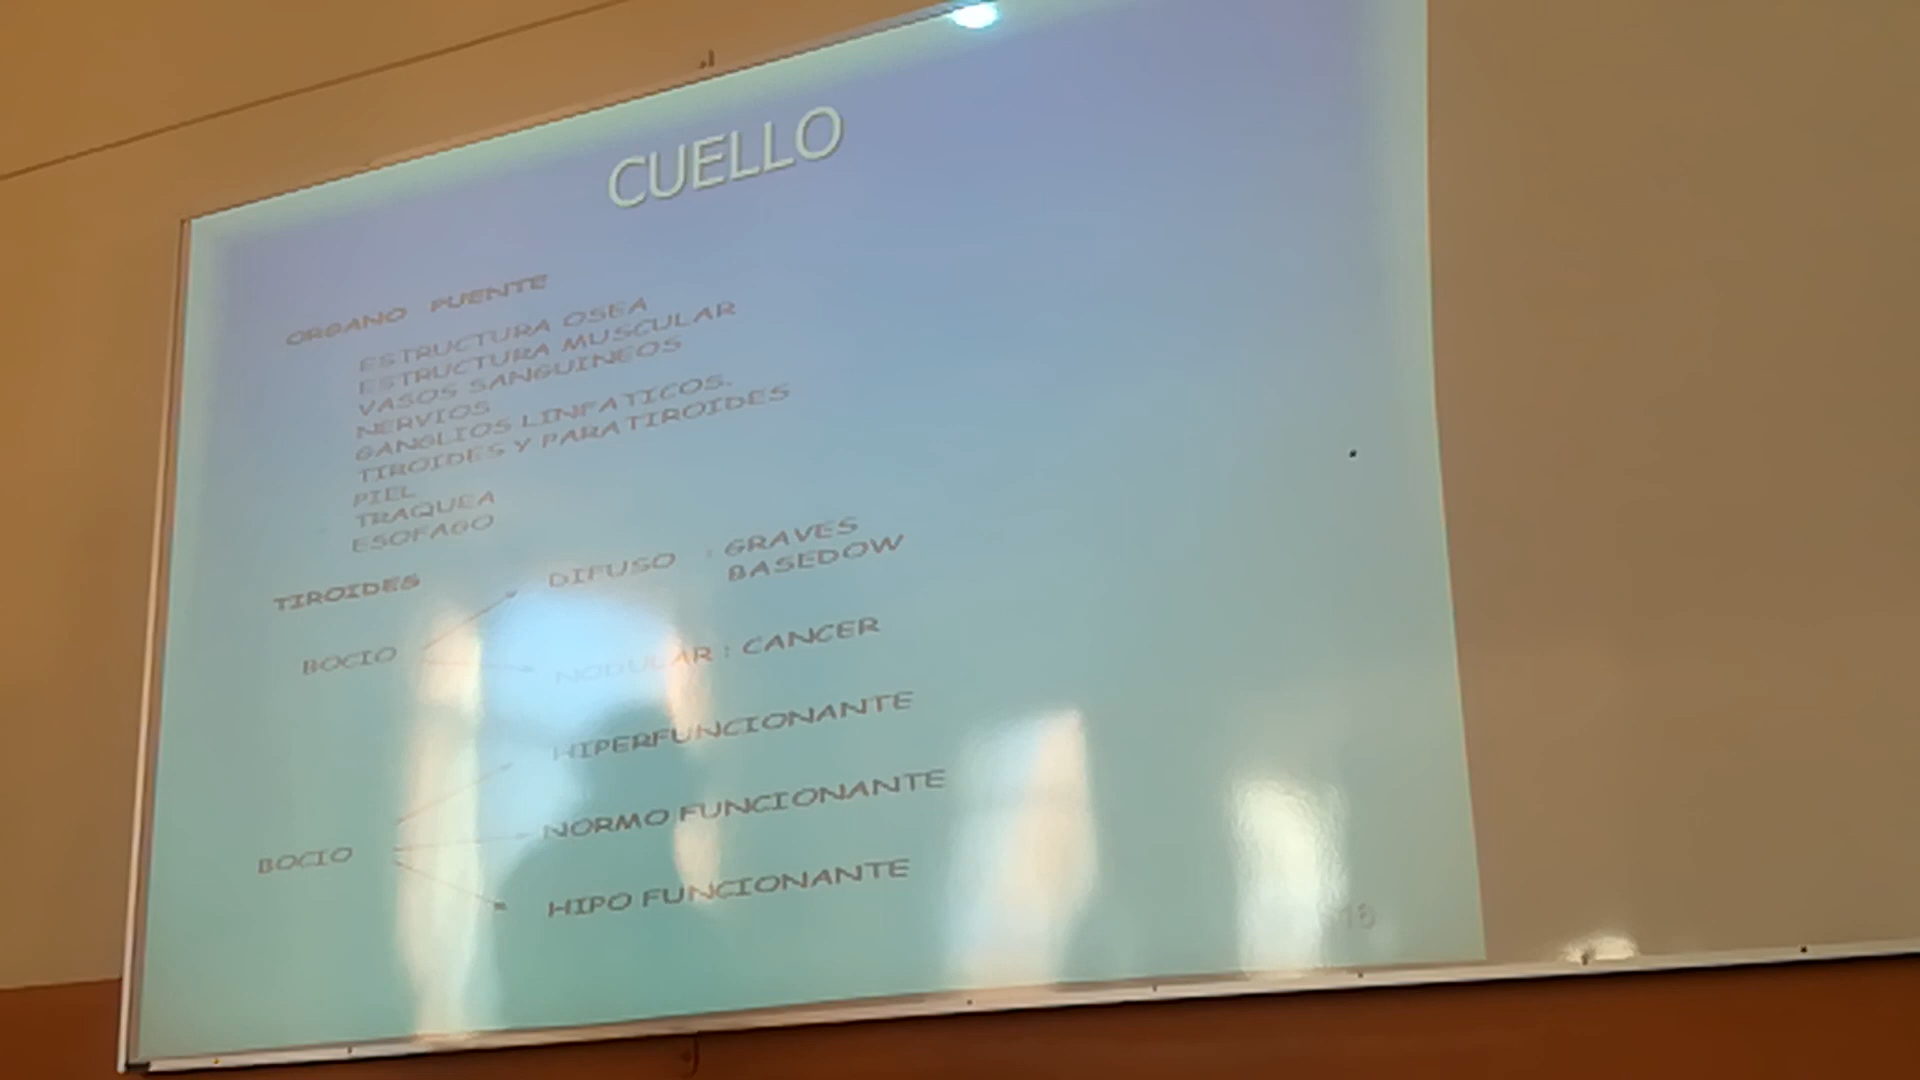 CUELLO
ORGANO PUENTE
ESTRUCTURA OSEA
ESTRUCTURA MUSCULAR
VASOS SANGUINEOS
NERVIOS
GANGLIOS LINFATICOS.
TIROIDES Y PARATIROIDES
PIEL
TRAQUEA
ESOFAGO
TIROIDES
DIFUSO : GRAVES
BASEDOW
BOCIO
NODULAR : CANCER
HIPERFUNCIONANTE
NORMO FUNCIONANTE
BOCIO
HIPO FUNCIONANTE